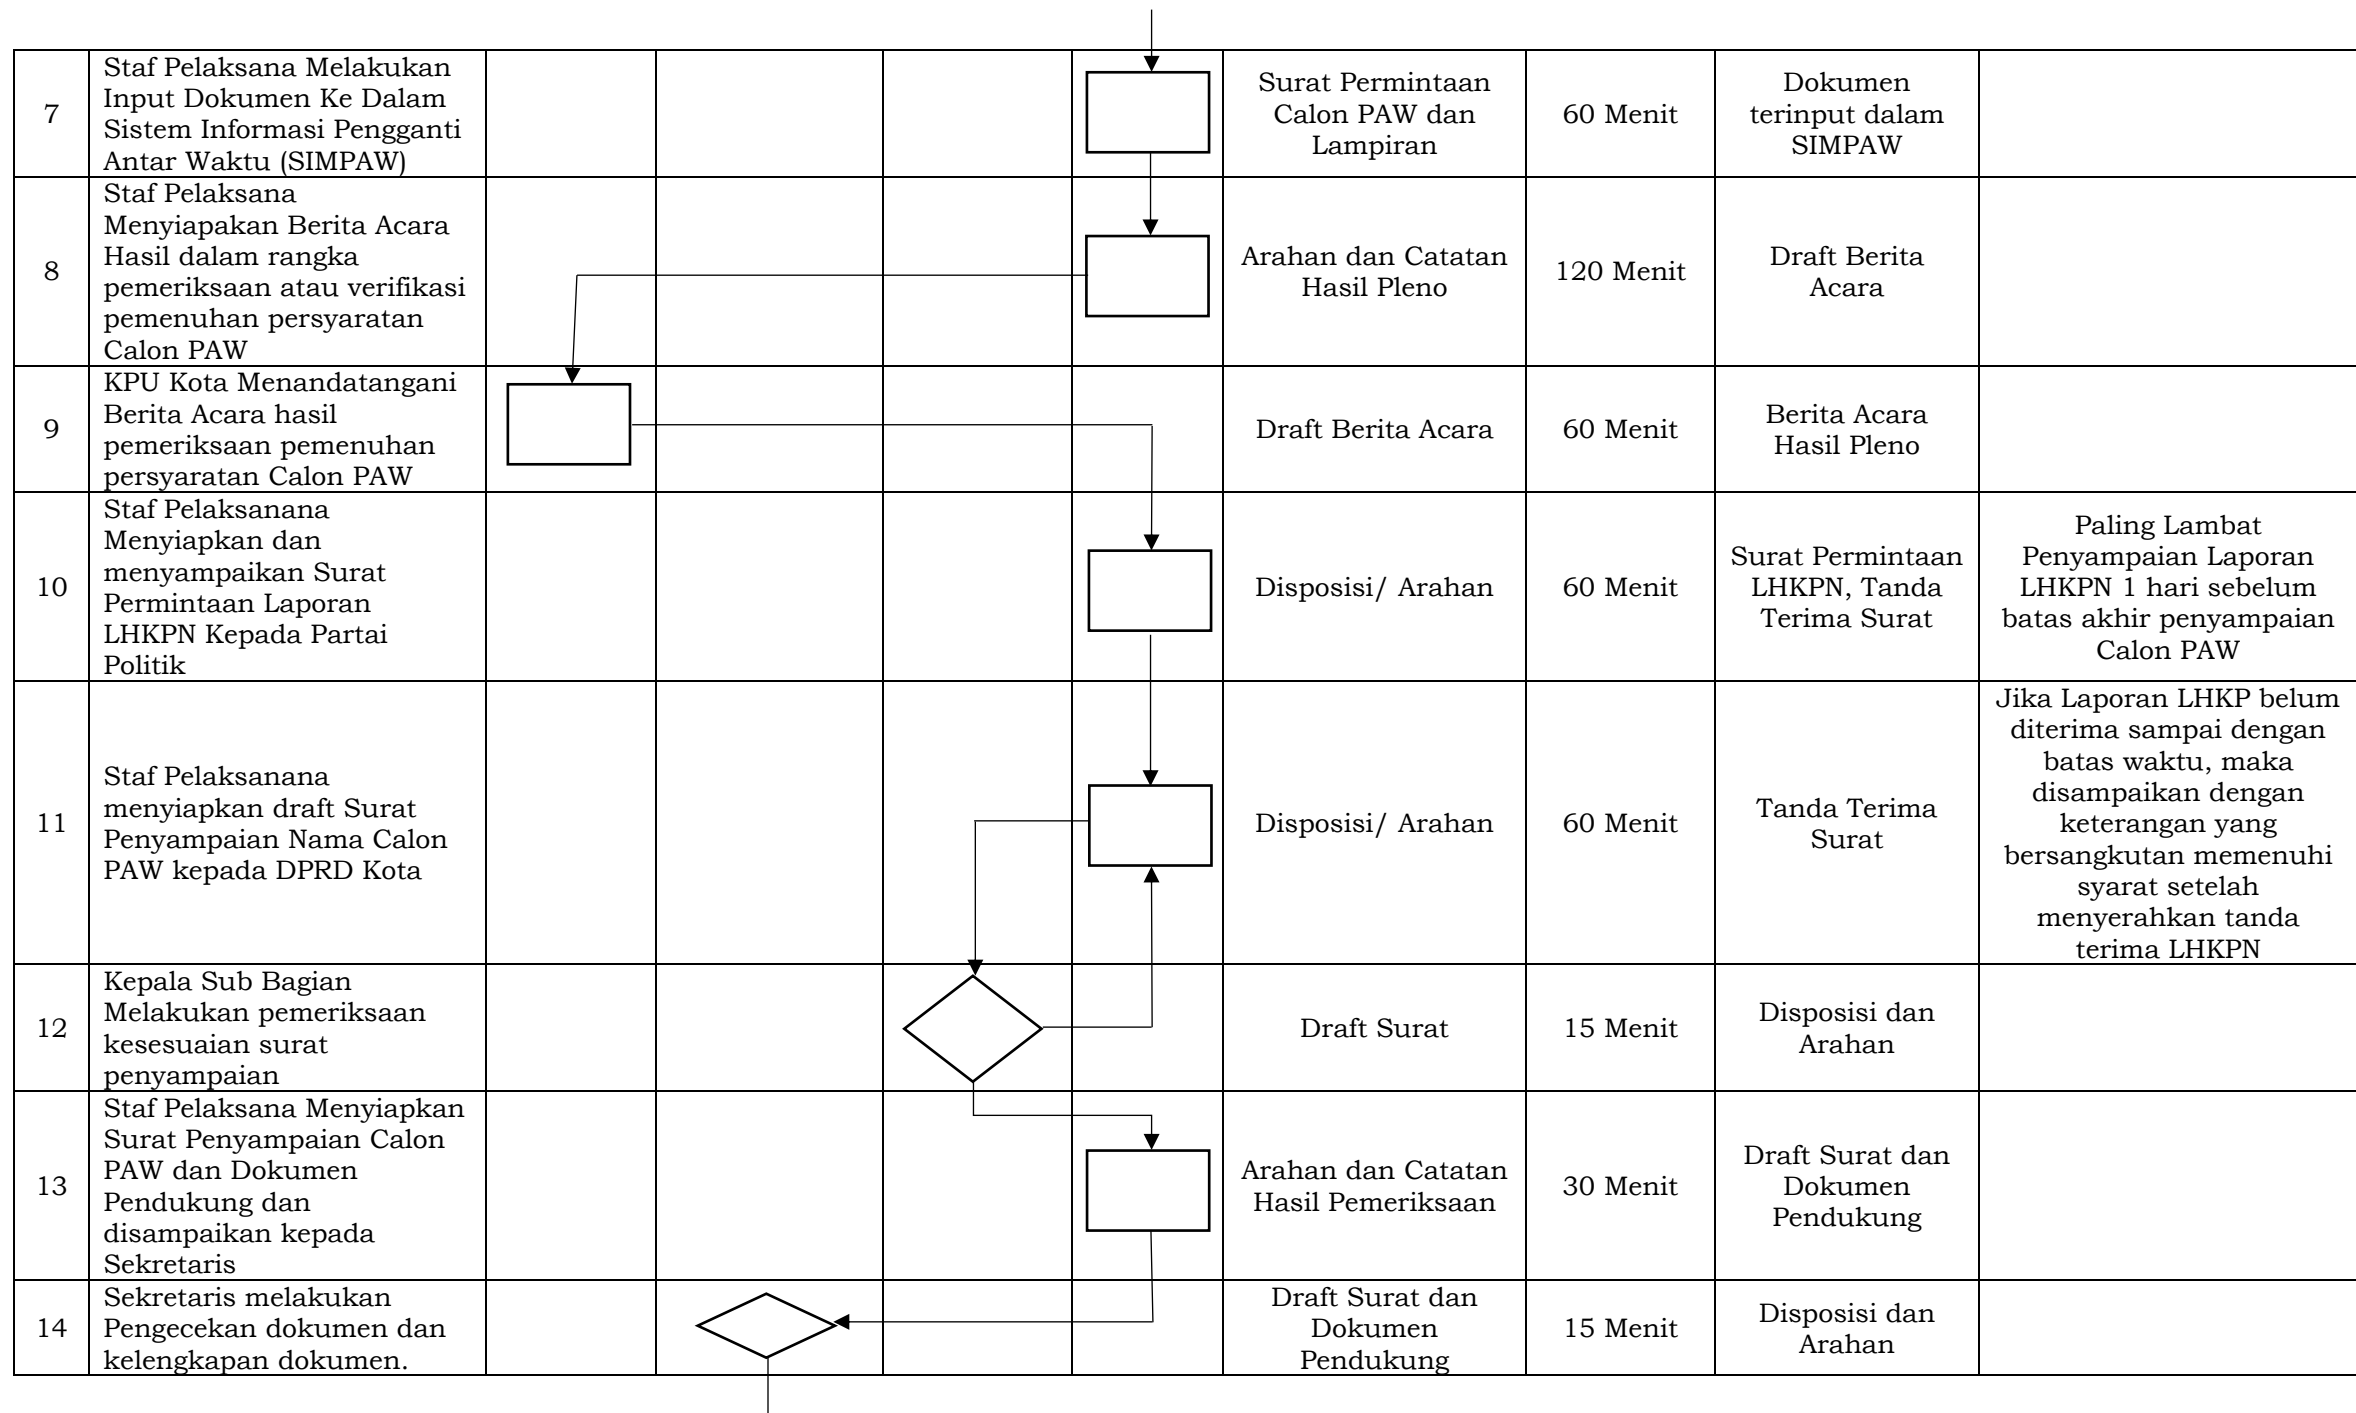 7
Staf Pelaksana Melakukan
Input Dokumen Ke Dalam
Sistem Informasi Pengganti
Antar Waktu (SIMPAW)
Surat Permintaan
Calon PAW dan
Lampiran
60 Menit
Dokumen
terinput dalam
SIMPAW
8
Staf Pelaksana
Menyiapakan Berita Acara
Hasil dalam rangka
pemeriksaan atau verifikasi
pemenuhan persyaratan
Calon PAW
Arahan dan Catatan
Hasil Pleno
120 Menit
Draft Berita
Acara
9
KPU Kota Menandatangani
Berita Acara hasil
pemeriksaan pemenuhan
persyaratan Calon PAW
Draft Berita Acara
60 Menit
Berita Acara
Hasil Pleno
10
Staf Pelaksanana
Menyiapkan dan
menyampaikan Surat
Permintaan Laporan
LHKPN Kepada Partai
Politik
Disposisi/ Arahan
60 Menit
Surat Permintaan
LHKPN, Tanda
Terima Surat
Paling Lambat
Penyampaian Laporan
LHKPN 1 hari sebelum
batas akhir penyampaian
Calon PAW
11
Staf Pelaksanana
menyiapkan draft Surat
Penyampaian Nama Calon
PAW kepada DPRD Kota
Disposisi/ Arahan
60 Menit
Tanda Terima
Surat
Jika Laporan LHKP belum
diterima sampai dengan
batas waktu, maka
disampaikan dengan
keterangan yang
bersangkutan memenuhi
syarat setelah
menyerahkan tanda
terima LHKPN
12
Kepala Sub Bagian
Melakukan pemeriksaan
kesesuaian surat
penyampaian
Draft Surat
15 Menit
Disposisi dan
Arahan
13
Staf Pelaksana Menyiapkan
Surat Penyampaian Calon
PAW dan Dokumen
Pendukung dan
disampaikan kepada
Sekretaris
Arahan dan Catatan
Hasil Pemeriksaan
30 Menit
Draft Surat dan
Dokumen
Pendukung
14
Sekretaris melakukan
Pengecekan dokumen dan
kelengkapan dokumen.
Draft Surat dan
Dokumen
Pendukung
15 Menit
Disposisi dan
Arahan